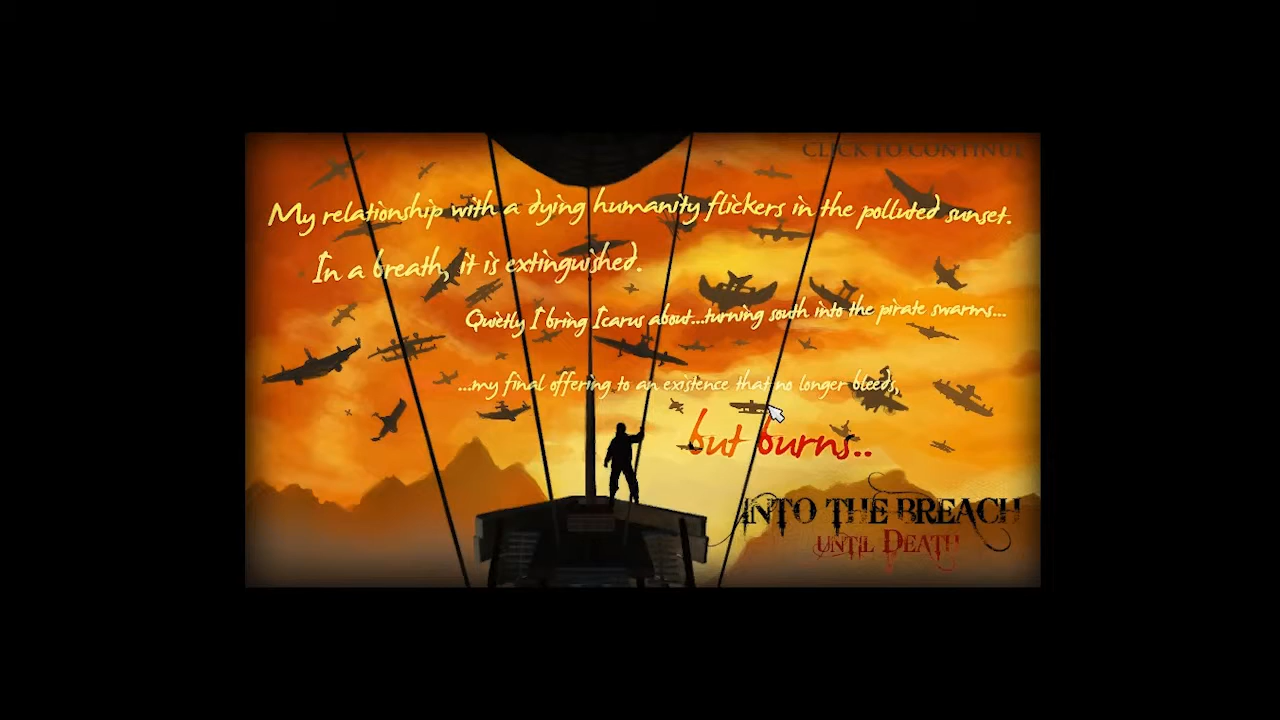 CLICK TO CONTINUE
My relationship with a dying humanity flickers in the polluted sunset.
In a breath, it is extinguished.
Quietly I bring Icarus about...turning south into the pirate swarms...
...my final offering to an existence that no longer bleeds,
but burns..
INTO THE BREACH
UNTIL DEATH